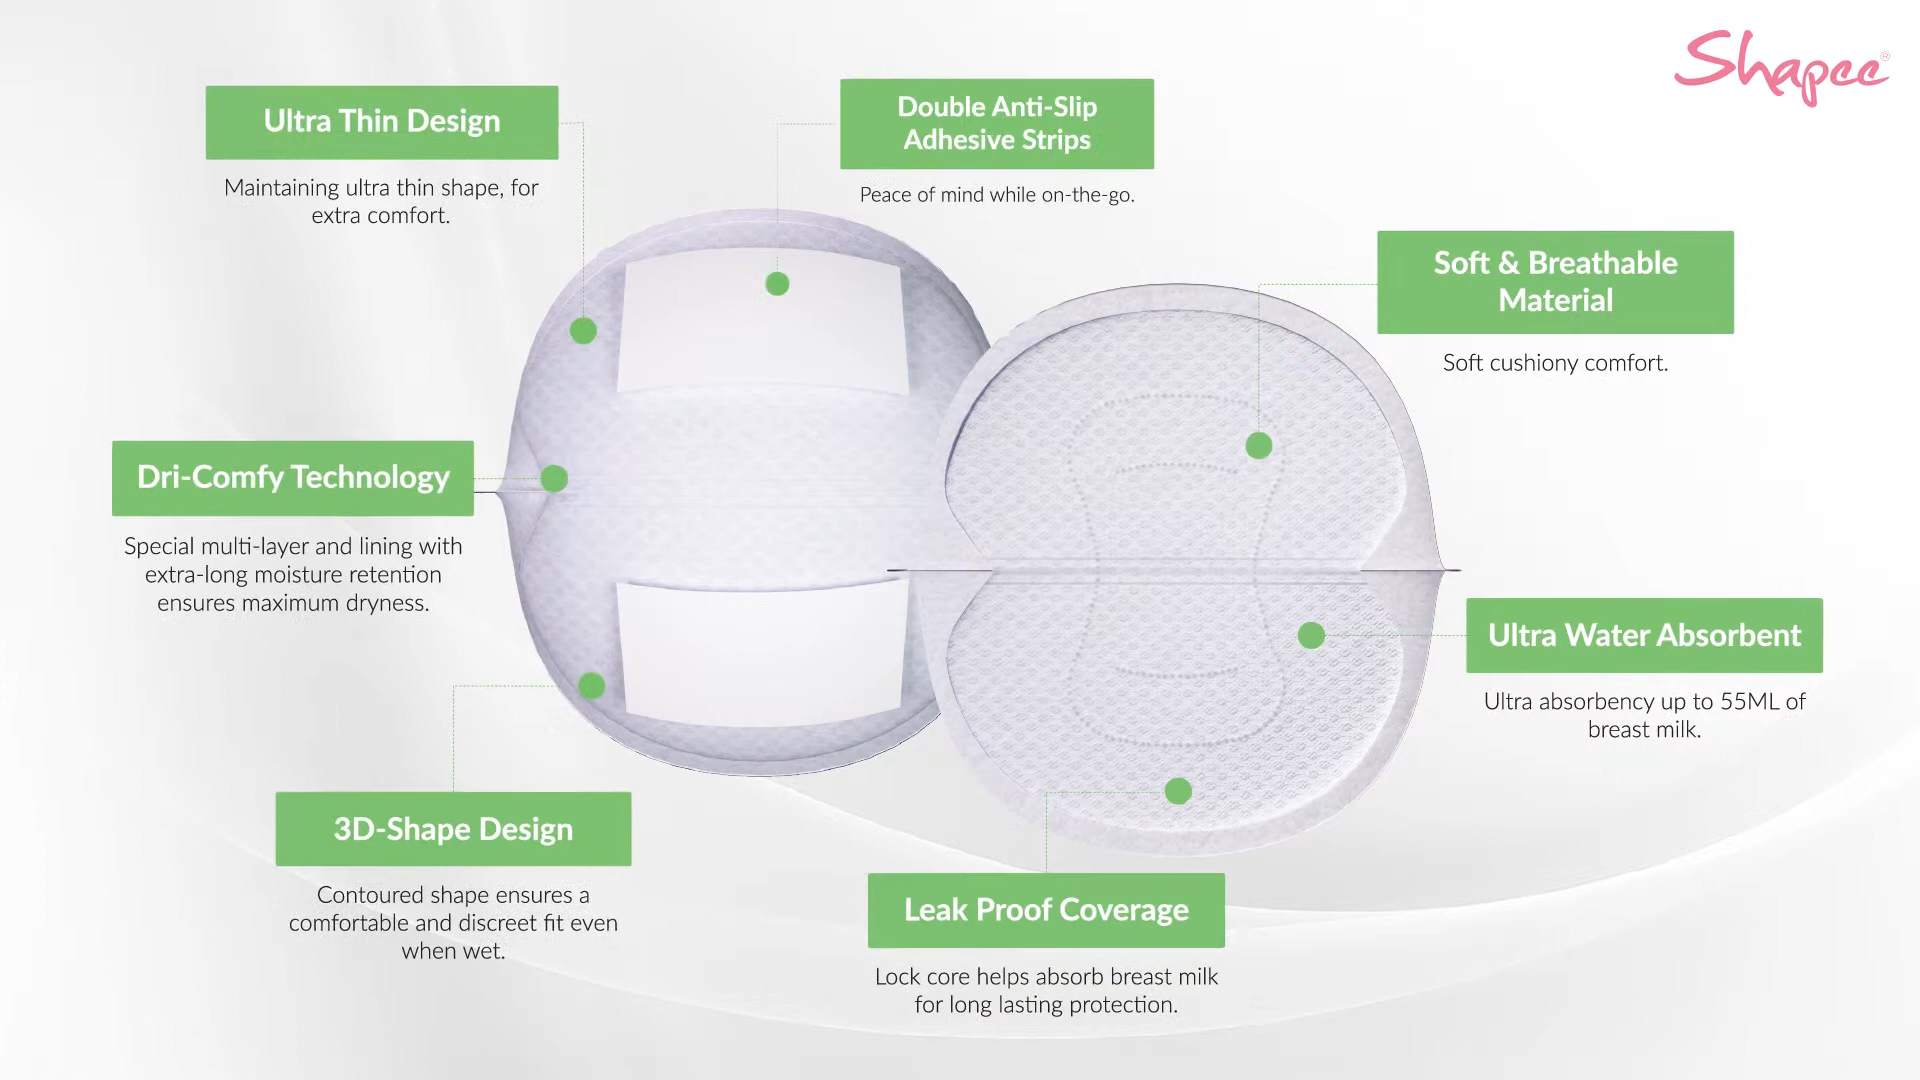 Shapee®
Ultra Thin Design
Maintaining ultra thin shape, for
extra comfort.
Double Anti-Slip
Adhesive Strips
Peace of mind while on-the-go.
Soft & Breathable
Material
Soft cushiony comfort.
Dri-Comfy Technology
Special multi-layer and lining with
extra-long moisture retention
ensures maximum dryness.
Ultra Water Absorbent
Ultra absorbency up to 55ML of
breast milk.
3D-Shape Design
Contoured shape ensures a
comfortable and discreet fit even
when wet.
Leak Proof Coverage
Lock core helps absorb breast milk
for long lasting protection.